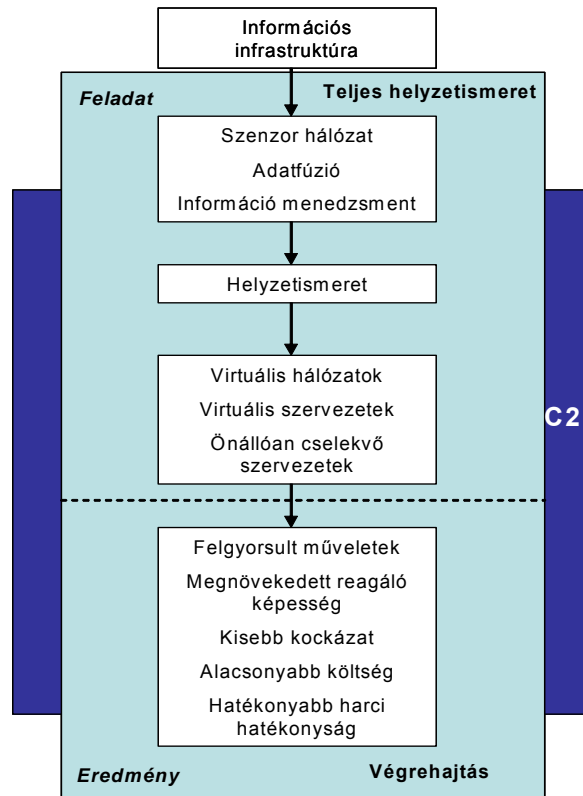 Információs
infrastruktúra
Feladat
Teljes helyzetismeret
Szenzor hálózat
Adatfúzió
Információ menedzsment
Helyzetismeret
Virtuális hálózatok
Virtuális szervezetek
Önállóan cselekvő
szervezetek
C2
Felgyorsult műveletek
Megnövekedett reagáló
képesség
Kisebb kockázat
Alacsonyabb költség
Hatékonyabb harci
hatékonyság
Eredmény
Végrehajtás